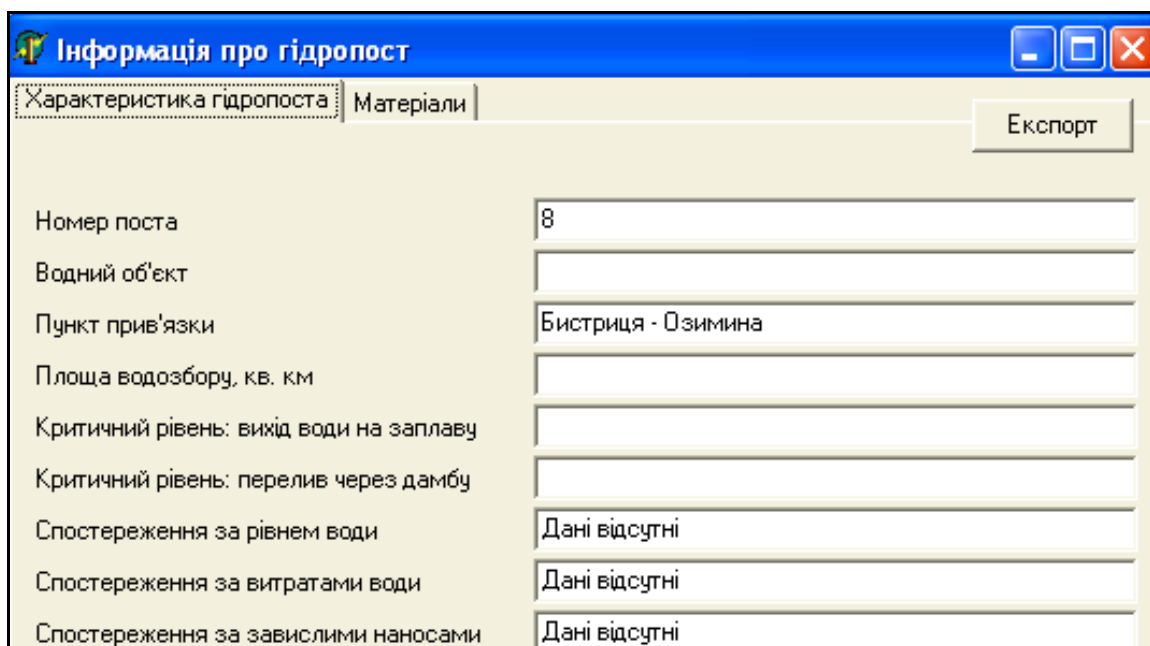 Інформація про гідропост
Характеристика гідропоста Матеріали
Експорт
Номер поста 8
Водний об'єкт
Пункт прив'язки Бистриця - Озимина
Площа водозбору, кв. км
Критичний рівень: вихід води на заплаву
Критичний рівень: перелив через дамбу
Спостереження за рівнем води Дані відсутні
Спостереження за витратами води Дані відсутні
Спостереження за завислими наносами Дані відсутні